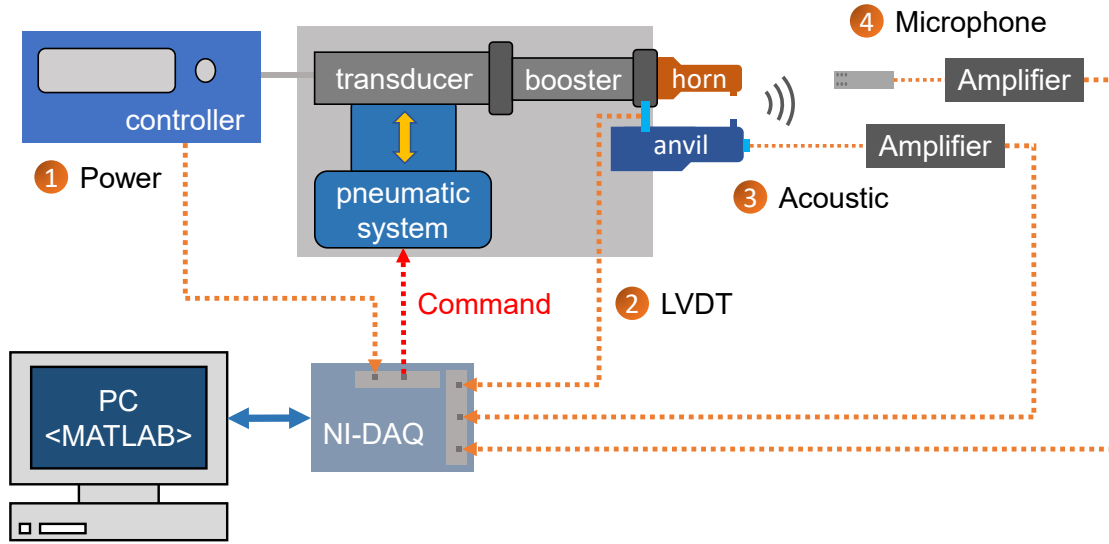 4 Microphone
transducer
booster
horn
Amplifier
controller
anvil
Amplifier
1 Power
pneumatic
system
3 Acoustic
Command
2 LVDT
PC
<MATLAB>
NI-DAQ